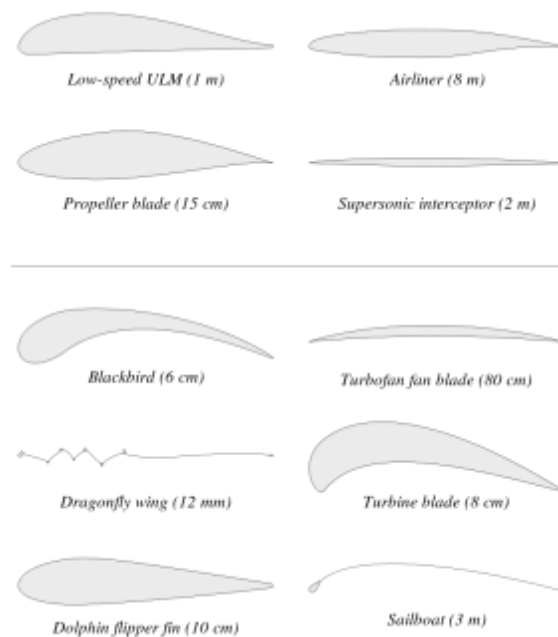 Low-speed ULM (1 m)
Airliner (8 m)
Propeller blade (15 cm)
Supersonic interceptor (2 m)
Blackbird (6 cm)
Turbofan fan blade (80 cm)
Dragonfly wing (12 mm)
Turbine blade (8 cm)
Dolphin flipper fin (10 cm)
Sailboat (3 m)